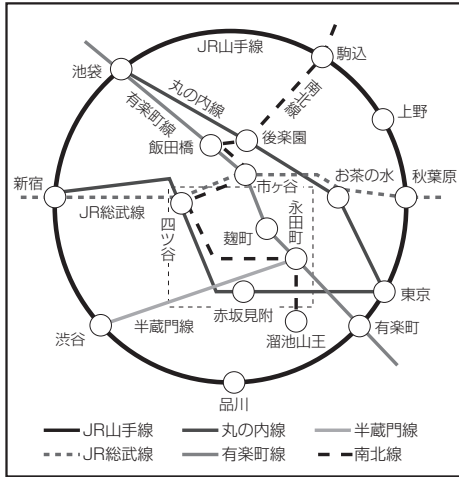 JR山手線
駒込
池袋
丸の内線
南北線
上野
有楽町線
飯田橋
後楽園
新宿
市ヶ谷
お茶の水
秋葉原
JR総武線
四ツ谷
麹町
永田町
東京
赤坂見附
渋谷
半蔵門線
溜池山王
有楽町
品川
JR山手線
丸の内線
半蔵門線
JR総武線
有楽町線
南北線